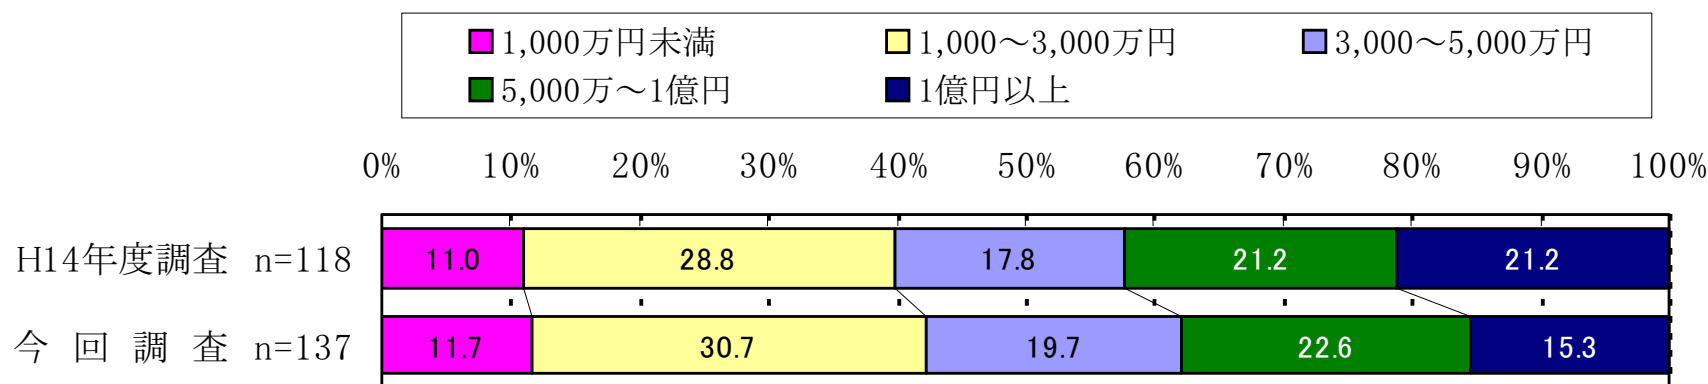 1,000万円未満 1,000～3,000万円 3,000～5,000万円
5,000万～1億円 1億円以上
0% 10% 20% 30% 40% 50% 60% 70% 80% 90% 100%
H14年度調査 n=118 11.0 28.8 17.8 21.2 21.2
今回調査 n=137 11.7 30.7 19.7 22.6 15.3